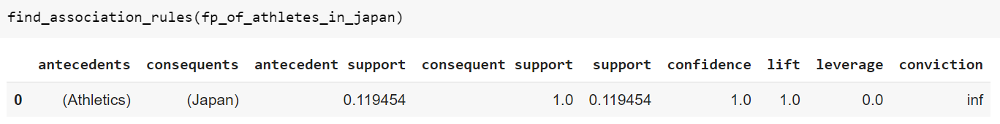 find_association_rules(fp_of_athletes_in_japan)
antecedents consequents antecedent support consequent support support confidence lift leverage conviction
0 (Athletics) (Japan) 0.119454 1.0 0.119454 1.0 1.0 0.0 inf